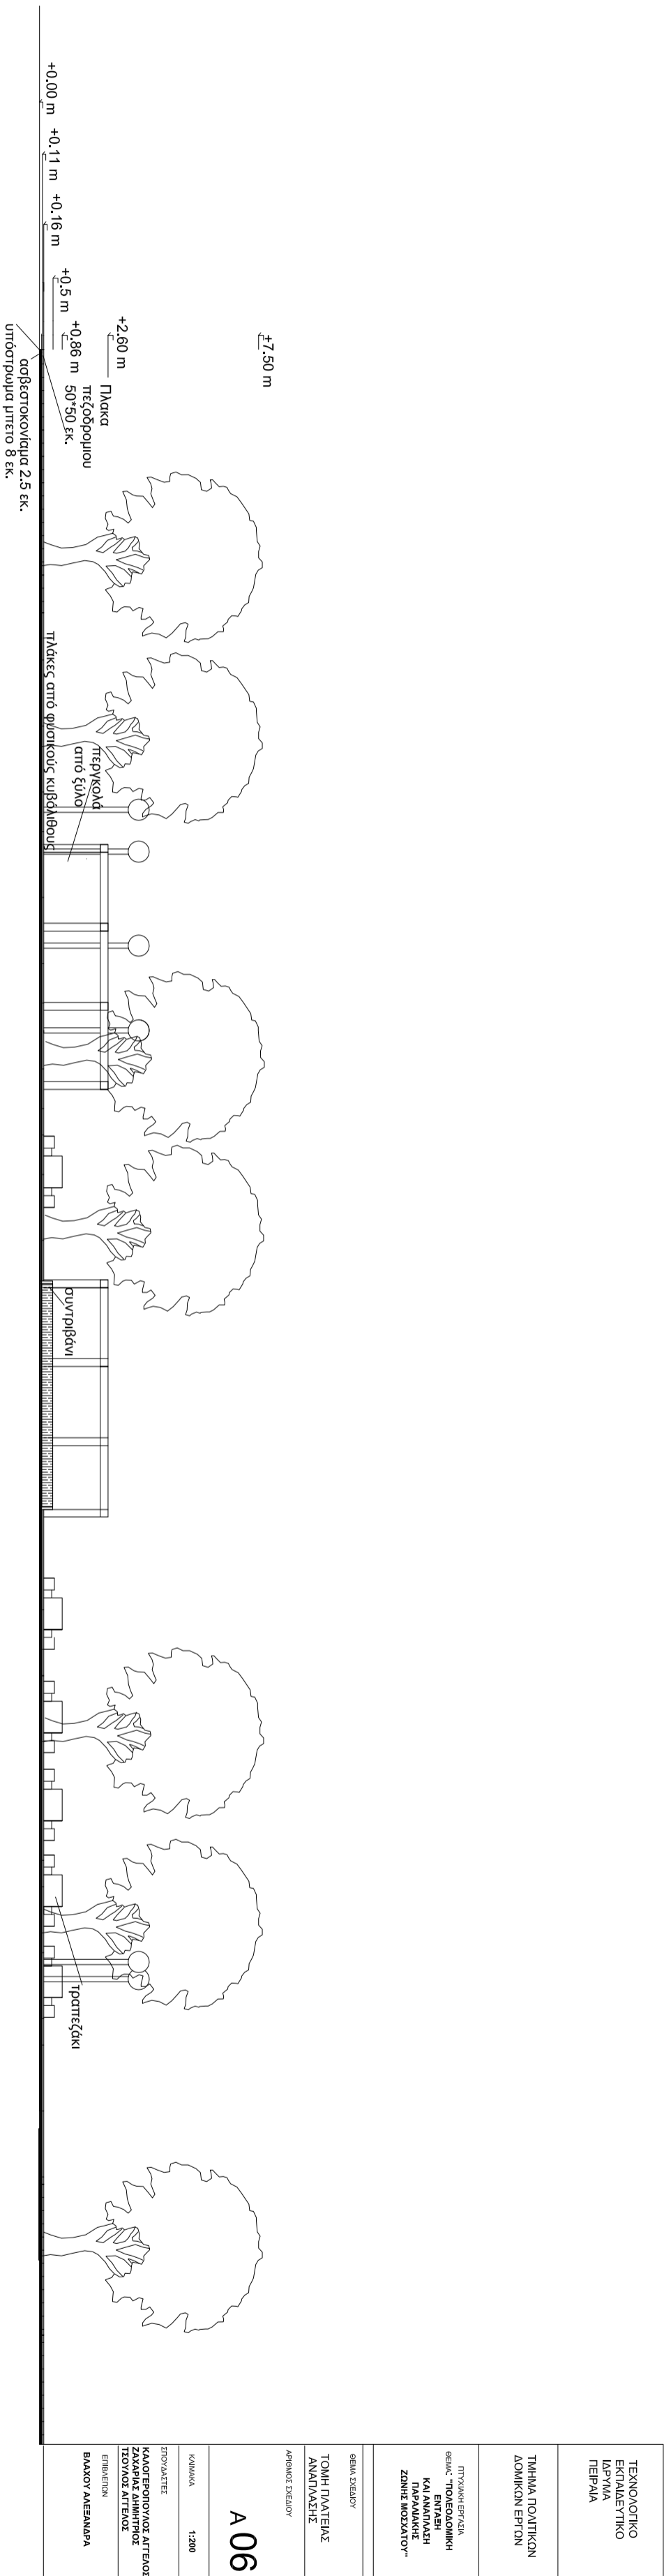 +0.00 m
+0.11 m
+0.16 m
+0.5 m
+0.86 m
+2.60 m
+7.50 m
Πλακα
πεζοδρομιου
50*50 εκ.
ασβεστοκονίαμα 2.5 εκ.
υπόστρωμα μπετο 8 εκ.
πλάκες από φυσικούς κυβόλιθους
περγκολά
από ξύλο
συντριβάνι
τραπεζάκι
ΤΕΧΝΟΛΟΓΙΚΟ
ΕΚΠΑΙΔΕΥΤΙΚΟ
ΙΔΡΥΜΑ
ΠΕΙΡΑΙΑ
ΤΜΗΜΑ ΠΟΛΙΤΙΚΩΝ
ΔΟΜΙΚΩΝ ΕΡΓΩΝ
ΠΤΥΧΙΑΚΗ ΕΡΓΑΣΙΑ
ΘΕΜΑ: "ΠΟΛΕΟΔΟΜΙΚΗ
ΕΝΤΑΞΗ
ΚΑΙ ΑΝΑΠΛΑΣΗ
ΠΑΡΑΛΙΑΚΗΣ
ΖΩΝΗΣ ΜΟΣΧΑΤΟΥ"
ΘΕΜΑ ΣΧΕΔΙΟΥ
ΤΟΜΗ ΠΛΑΤΕΙΑΣ
ΑΝΑΠΛΑΣΗΣ
ΑΡΙΘΜΟΣ ΣΧΕΔΙΟΥ
Α 06
ΚΛΙΜΑΚΑ
1:200
ΣΠΟΥΔΑΣΤΕΣ
ΚΑΛΟΓΕΡΟΠΟΥΛΟΣ ΑΓΓΕΛΟΣ
ΖΑΧΑΡΙΑΣ ΔΗΜΗΤΡΙΟΣ
ΤΣΟΥΛΟΣ ΑΓΓΕΛΟΣ
ΕΠΙΒΛΕΠΩΝ
ΒΛΑΧΟΥ ΑΛΕΞΑΝΔΡΑ